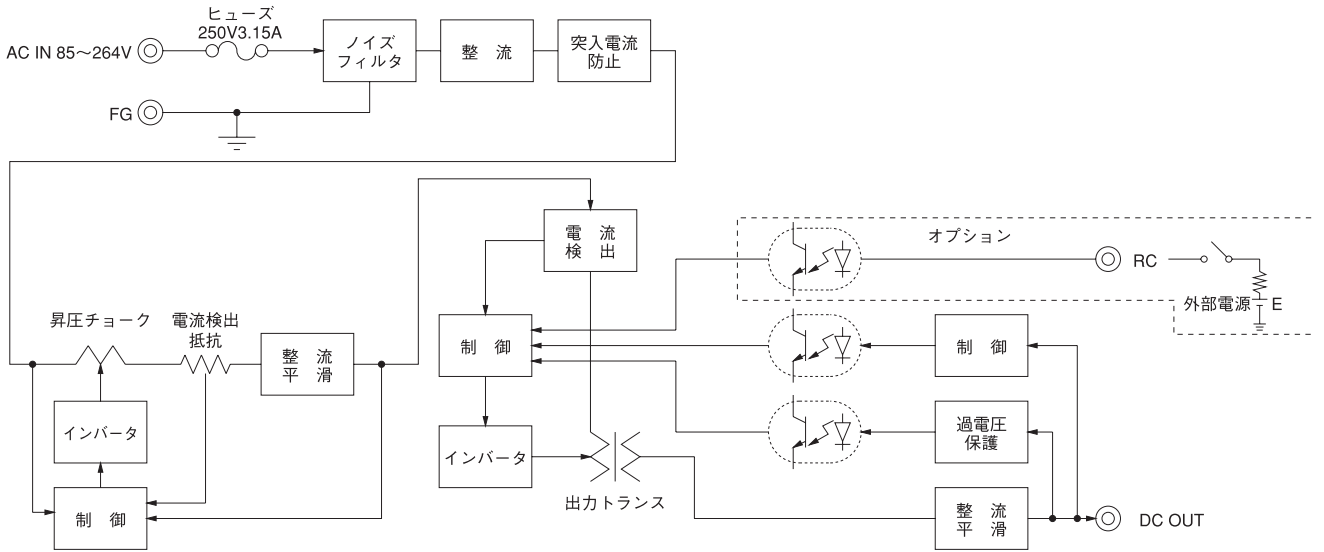 ヒューズ
250V3.15A
AC IN 85～264V
ノイズ
フィルタ
整 流
突入電流
防止
FG
電 流
検 出
オプション
RC
外部電源
E
昇圧チョーク
電流検出
抵抗
整 流
平 滑
制 御
制 御
インバータ
インバータ
過電圧
保護
出力トランス
制 御
整 流
平 滑
DC OUT